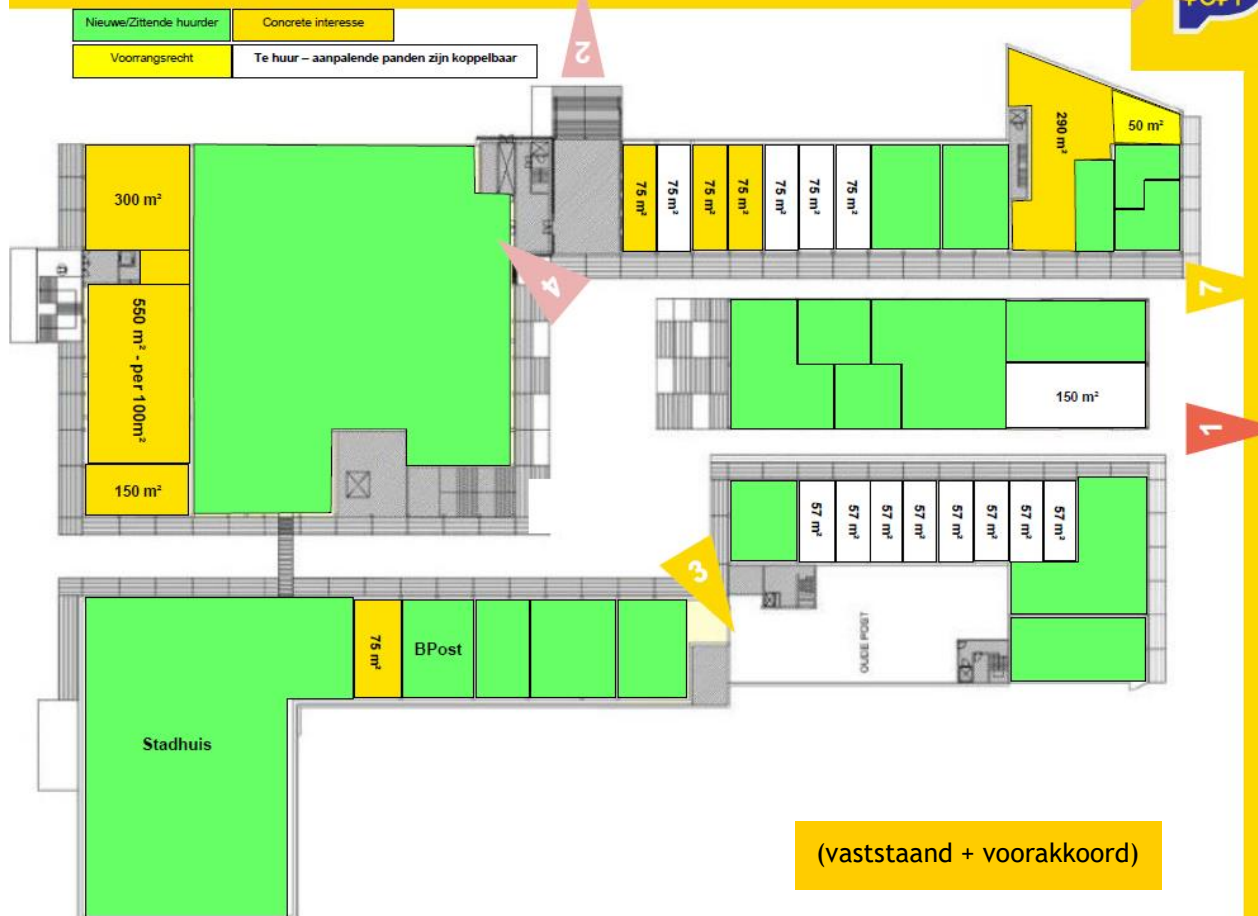 Nieuwe/Zittende huurder
Concrete interesse
Voorrangsrecht
Te huur – aanpalende panden zijn koppelbaar
2
300 m²
75 m²
75 m²
75 m²
75 m²
75 m²
75 m²
75 m²
290 m²
50 m²
4
7
550 m² - per 100m²
150 m²
150 m²
1
57 m²
57 m²
57 m²
57 m²
57 m²
57 m²
57 m²
57 m²
3
75 m²
BPost
OUDE POST
Stadhuis
(vaststaand + voorakkoord)